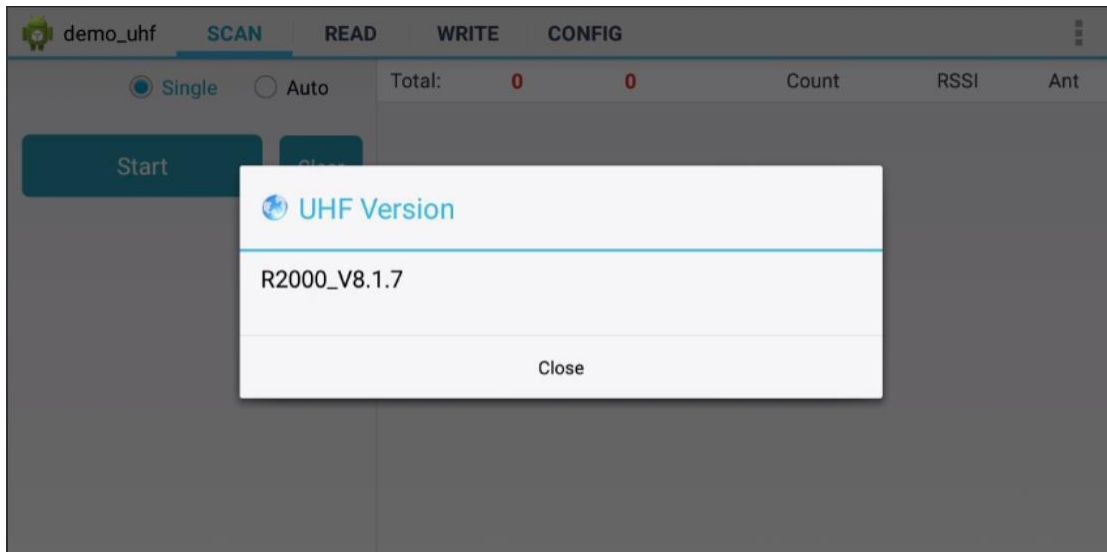 demo_uhf SCAN READ WRITE CONFIG
Single Auto Total: 0 0 Count RSSI Ant
Start
UHF Version
R2000_V8.1.7
Close